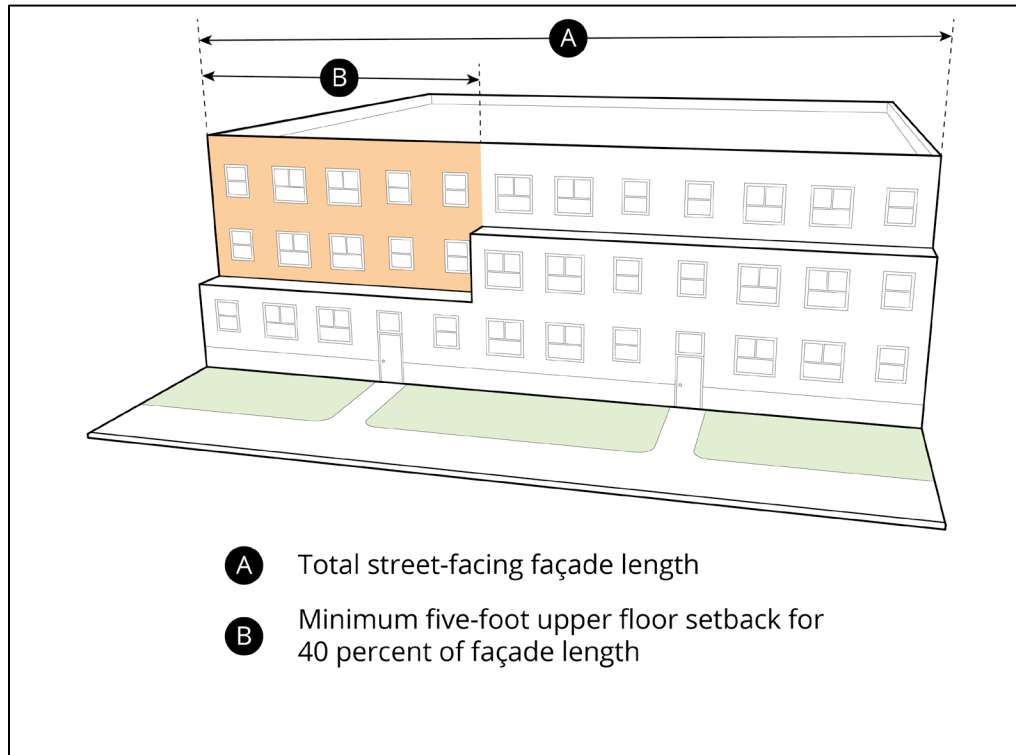 A
B
A Total street-facing façade length
B Minimum five-foot upper floor setback for
40 percent of façade length